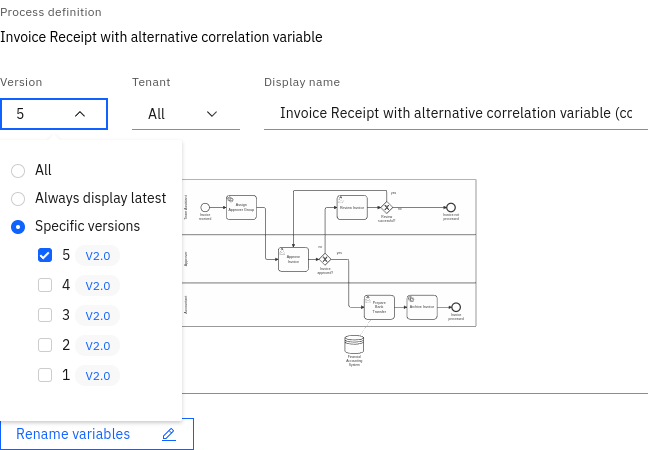 Process definition
Invoice Receipt with alternative correlation variable
Version
Tenant
Display name
5
All
Invoice Receipt with alternative correlation variable (cc
All
Always display latest
Specific versions
5 V2.0
4 V2.0
3 V2.0
2 V2.0
1 V2.0
Team Assistant
Invoice
received
Assign
Approver Group
Review Invoice
yes
Review
successful?
no
Invoice not
processed
Approver
Approve
Invoice
no
yes
Invoice
approved?
Accountant
Prepare
Bank
Transfer
Archive Invoice
Invoice
processed
Financial
Accounting
System
Rename variables